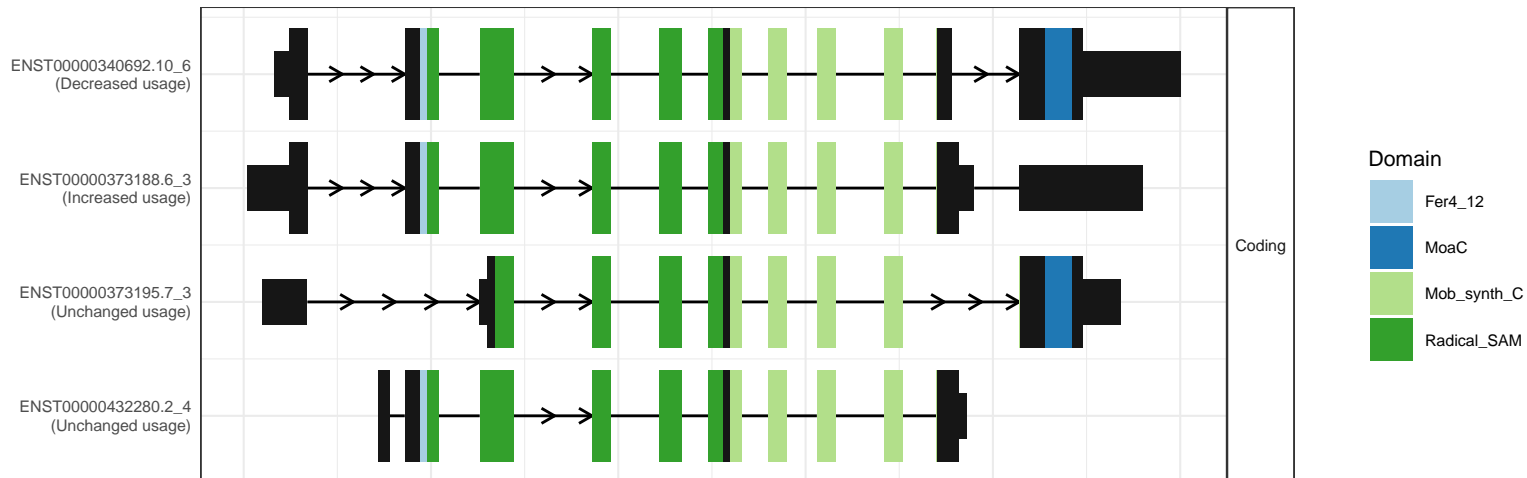 ENST00000340692.10_6
(Decreased usage)
ENST00000373188.6_3
(Increased usage)
ENST00000373195.7_3
(Unchanged usage)
ENST00000432280.2_4
(Unchanged usage)
Coding
Domain
Fer4_12
MoaC
Mob_synth_C
Radical_SAM